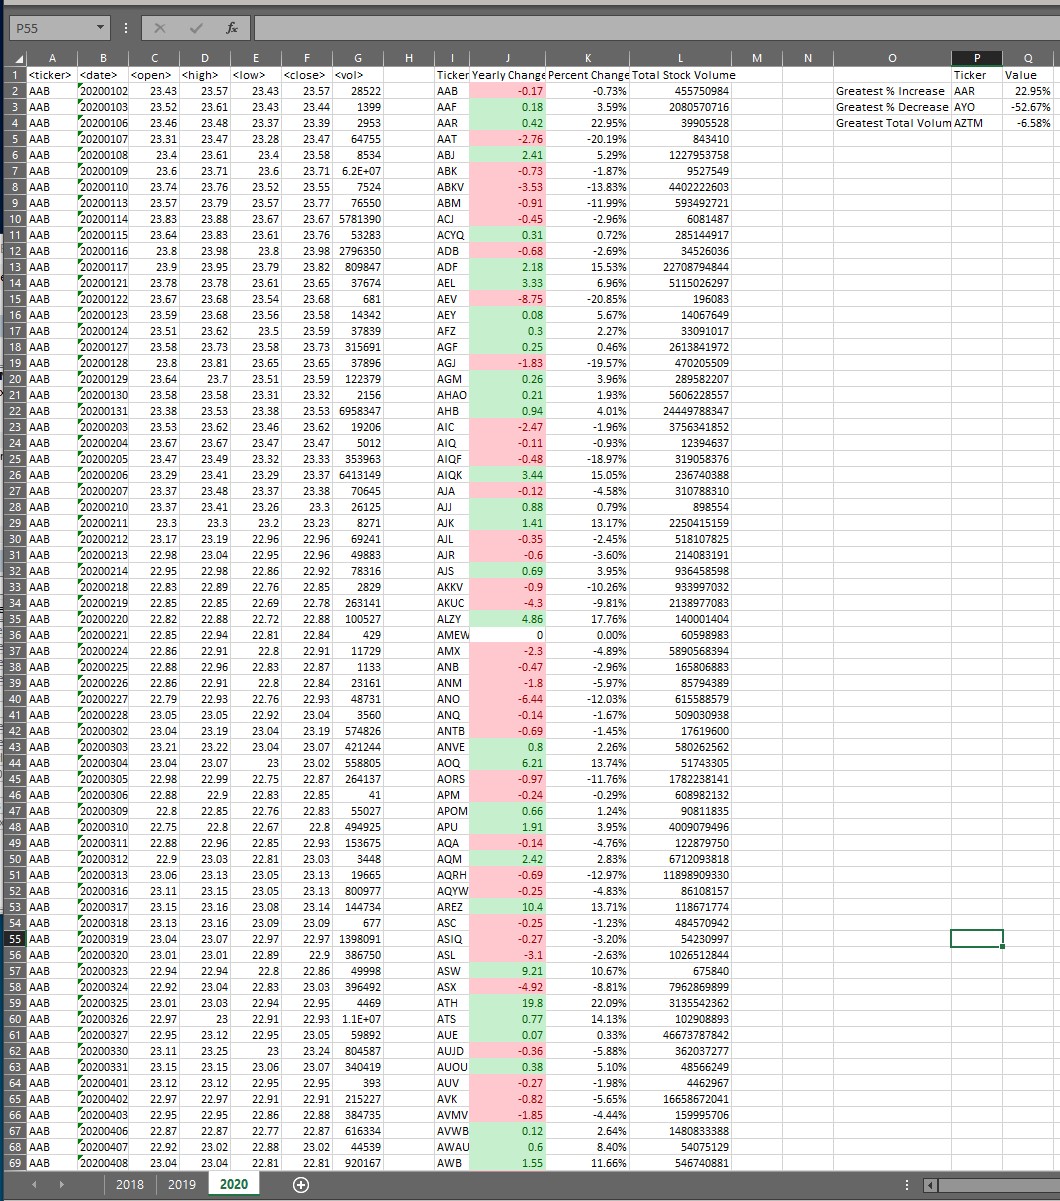 P55 fx
A B C D E F G H I J K L M N O P Q
1 <ticker> <date> <open> <high> <low> <close> <vol> Ticker Yearly Change Percent Change Total Stock Volume Ticker Value
2 AAB 20200102 23.43 23.57 23.43 23.57 28522 AAB -0.17 -0.73% 455750984 Greatest % Increase AAR 22.95%
3 AAB 20200103 23.52 23.61 23.43 23.44 1399 AAF 0.18 3.59% 2080570716 Greatest % Decrease AYO -52.67%
4 AAB 20200106 23.46 23.48 23.37 23.39 2953 AAR 0.42 22.95% 39905528 Greatest Total Volum AZTM -6.58%
5 AAB 20200107 23.31 23.47 23.28 23.47 64755 AAT -2.76 -20.19% 843410
6 AAB 20200108 23.4 23.61 23.4 23.58 8534 ABJ 2.41 5.29% 1227953758
7 AAB 20200109 23.6 23.71 23.6 23.71 6.2E+07 ABK -0.73 -1.87% 9527549
8 AAB 20200110 23.74 23.76 23.52 23.55 7524 ABKV -3.53 -13.83% 4402222603
9 AAB 20200113 23.57 23.79 23.57 23.77 76550 ABM -0.91 -11.99% 593492721
10 AAB 20200114 23.83 23.88 23.67 23.67 5781390 ACJ -0.45 -2.96% 6081487
11 AAB 20200115 23.64 23.83 23.61 23.76 53283 ACYQ 0.31 0.72% 285144917
12 AAB 20200116 23.8 23.98 23.8 23.98 2796350 ADB -0.68 -2.69% 34526036
13 AAB 20200117 23.9 23.95 23.79 23.82 809847 ADF 2.18 15.53% 22708794844
14 AAB 20200121 23.78 23.78 23.61 23.65 37674 AEL 3.33 6.96% 5115026297
15 AAB 20200122 23.67 23.68 23.54 23.68 681 AEV -8.75 -20.85% 196083
16 AAB 20200123 23.59 23.68 23.56 23.58 14342 AEY 0.08 5.67% 14067649
17 AAB 20200124 23.51 23.62 23.5 23.59 37839 AFZ 0.3 2.27% 33091017
18 AAB 20200127 23.58 23.73 23.58 23.73 315691 AGF 0.25 0.46% 2613841972
19 AAB 20200128 23.8 23.81 23.65 23.65 37896 AGJ -1.83 -19.57% 470205509
20 AAB 20200129 23.64 23.7 23.51 23.59 122379 AGM 0.26 3.96% 289582207
21 AAB 20200130 23.58 23.58 23.31 23.32 2156 AHAO 0.21 1.93% 5606228557
22 AAB 20200131 23.38 23.53 23.38 23.53 6958347 AHB 0.94 4.01% 24449788347
23 AAB 20200203 23.53 23.62 23.46 23.62 19206 AIC -2.47 -1.96% 3756341852
24 AAB 20200204 23.67 23.67 23.47 23.47 5012 AIQ -0.11 -0.93% 12394637
25 AAB 20200205 23.47 23.49 23.32 23.33 353963 AIQF -0.48 -18.97% 319058376
26 AAB 20200206 23.29 23.41 23.29 23.37 6413149 AIQK 3.44 15.05% 236740388
27 AAB 20200207 23.37 23.48 23.37 23.38 70645 AJA -0.12 -4.58% 310788310
28 AAB 20200210 23.37 23.41 23.26 23.3 26125 AJJ 0.88 0.79% 898554
29 AAB 20200211 23.3 23.3 23.2 23.23 8271 AJK 1.41 13.17% 2250415159
30 AAB 20200212 23.17 23.19 22.96 22.96 69241 AJL -0.35 -2.45% 518107825
31 AAB 20200213 22.98 23.04 22.95 22.96 49883 AJR -0.6 -3.60% 214083191
32 AAB 20200214 22.95 22.98 22.86 22.92 78316 AJS 0.69 3.95% 936458598
33 AAB 20200218 22.83 22.89 22.76 22.85 2829 AKKV -0.9 -10.26% 933997032
34 AAB 20200219 22.85 22.85 22.69 22.78 263141 AKUC -4.3 -9.81% 2138977083
35 AAB 20200220 22.82 22.88 22.72 22.88 100527 ALZY 4.86 17.76% 140001404
36 AAB 20200221 22.85 22.94 22.81 22.84 429 AMEW 0 0.00% 60598983
37 AAB 20200224 22.86 22.91 22.8 22.91 11729 AMX -2.3 -4.89% 5890568394
38 AAB 20200225 22.88 22.96 22.83 22.87 1133 ANB -0.47 -2.96% 165806883
39 AAB 20200226 22.86 22.91 22.8 22.84 23161 ANM -1.8 -5.97% 85794389
40 AAB 20200227 22.79 22.93 22.76 22.93 48731 ANO -6.44 -12.03% 615588579
41 AAB 20200228 23.05 23.05 22.92 23.04 3560 ANQ -0.14 -1.67% 509030938
42 AAB 20200302 23.04 23.19 23.04 23.19 574826 ANTB -0.69 -1.45% 17619600
43 AAB 20200303 23.21 23.22 23.04 23.07 421244 ANVE 0.8 2.26% 580262562
44 AAB 20200304 23.04 23.07 23 23.02 558805 AOQ 6.21 13.74% 51743305
45 AAB 20200305 22.98 22.99 22.75 22.87 264137 AORS -0.97 -11.76% 1782238141
46 AAB 20200306 22.88 22.9 22.83 22.85 41 APM -0.24 -0.29% 608982132
47 AAB 20200309 22.8 22.85 22.76 22.83 55027 APOM 0.66 1.24% 90811835
48 AAB 20200310 22.75 22.8 22.67 22.8 494925 APU 1.91 3.95% 4009079496
49 AAB 20200311 22.88 22.96 22.85 22.93 153675 AQA -0.14 -4.76% 122879750
50 AAB 20200312 22.9 23.03 22.81 23.03 3448 AQM 2.42 2.83% 6712093818
51 AAB 20200313 23.06 23.13 23.05 23.13 19665 AQRH -0.69 -12.97% 11898909330
52 AAB 20200316 23.11 23.15 23.05 23.13 800977 AQYW -0.25 -4.83% 86108157
53 AAB 20200317 23.15 23.16 23.08 23.14 144734 AREZ 10.4 13.71% 118671774
54 AAB 20200318 23.13 23.16 23.09 23.09 677 ASC -0.25 -1.23% 484570942
55 AAB 20200319 23.04 23.07 22.97 22.97 1398091 ASIQ -0.27 -3.20% 54230997
56 AAB 20200320 23.01 23.01 22.89 22.9 386750 ASL -3.1 -2.63% 1026512844
57 AAB 20200323 22.94 22.94 22.8 22.86 49998 ASW 9.21 10.67% 675840
58 AAB 20200324 22.92 23.04 22.83 23.03 396492 ASX -4.92 -8.81% 7962869899
59 AAB 20200325 23.01 23.03 22.94 22.95 4469 ATH 19.8 22.09% 3135542362
60 AAB 20200326 22.97 23 22.91 22.93 1.1E+07 ATS 0.77 14.13% 102908893
61 AAB 20200327 22.95 23.12 22.95 23.05 59892 AUE 0.07 0.33% 46673787842
62 AAB 20200330 23.11 23.25 23 23.24 804587 AUJD -0.36 -5.88% 362037277
63 AAB 20200331 23.15 23.15 23.06 23.07 340419 AUOU 0.38 5.10% 48566249
64 AAB 20200401 23.12 23.12 22.95 22.95 393 AUV -0.27 -1.98% 4462967
65 AAB 20200402 22.97 22.97 22.91 22.91 215227 AVK -0.82 -5.65% 16658672041
66 AAB 20200403 22.95 22.95 22.86 22.88 384735 AVMV -1.85 -4.44% 159995706
67 AAB 20200406 22.87 22.87 22.77 22.87 616334 AVWB 0.12 2.64% 1480833388
68 AAB 20200407 22.92 23.02 22.88 23.02 44539 AWAU 0.6 8.40% 54075129
69 AAB 20200408 23.04 23.04 22.81 22.81 920167 AWB 1.55 11.66% 546740881
2018 2019 2020